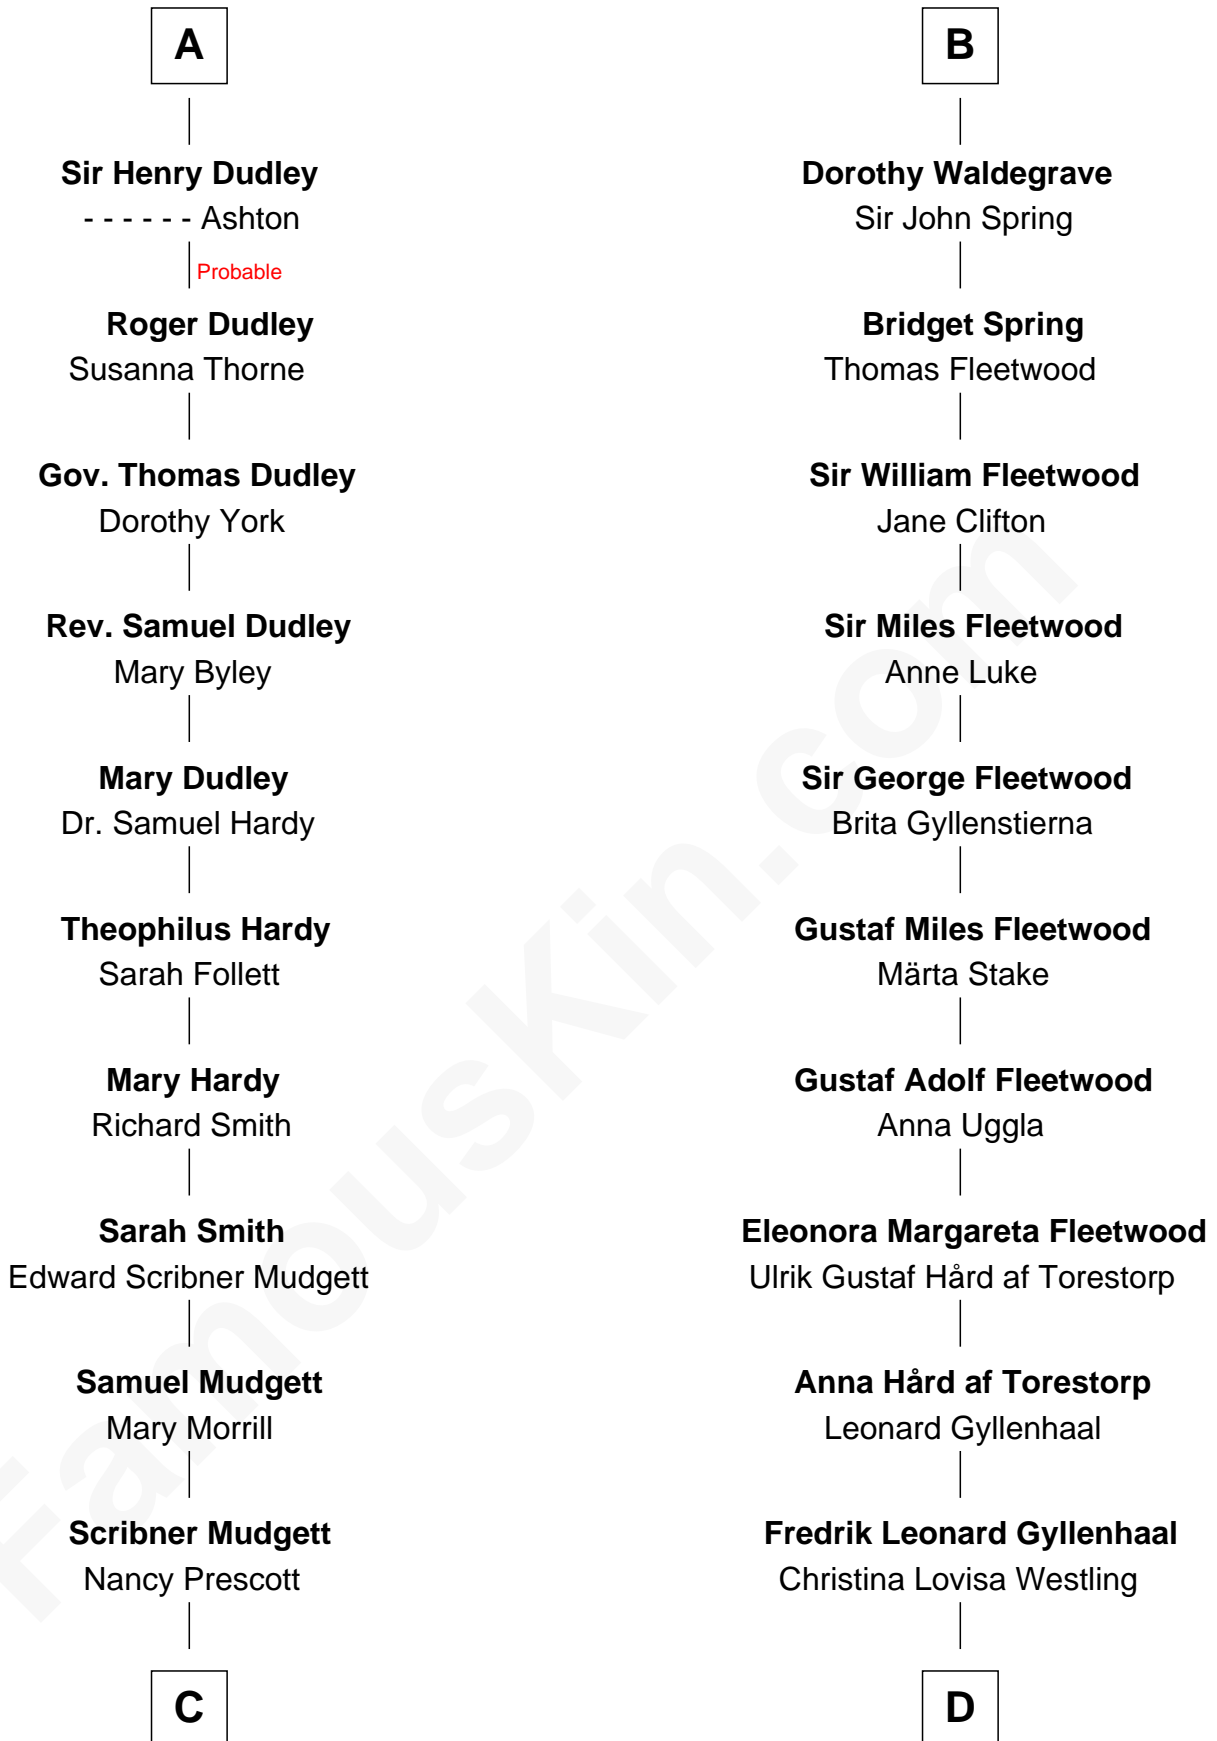 A
Sir Henry Dudley
- - - - - - Ashton
Probable
Roger Dudley
Susanna Thorne
Gov. Thomas Dudley
Dorothy York
Rev. Samuel Dudley
Mary Byley
Mary Dudley
Dr. Samuel Hardy
Theophilus Hardy
Sarah Follett
Mary Hardy
Richard Smith
Sarah Smith
Edward Scribner Mudgett
Samuel Mudgett
Mary Morrill
Scribner Mudgett
Nancy Prescott
C
B
Dorothy Waldegrave
Sir John Spring
Bridget Spring
Thomas Fleetwood
Sir William Fleetwood
Jane Clifton
Sir Miles Fleetwood
Anne Luke
Sir George Fleetwood
Brita Gyllenstierna
Gustaf Miles Fleetwood
Märta Stake
Gustaf Adolf Fleetwood
Anna Uggla
Eleonora Margareta Fleetwood
Ulrik Gustaf Hård af Torestorp
Anna Hård af Torestorp
Leonard Gyllenhaal
Fredrik Leonard Gyllenhaal
Christina Lovisa Westling
D
FamousKin.com